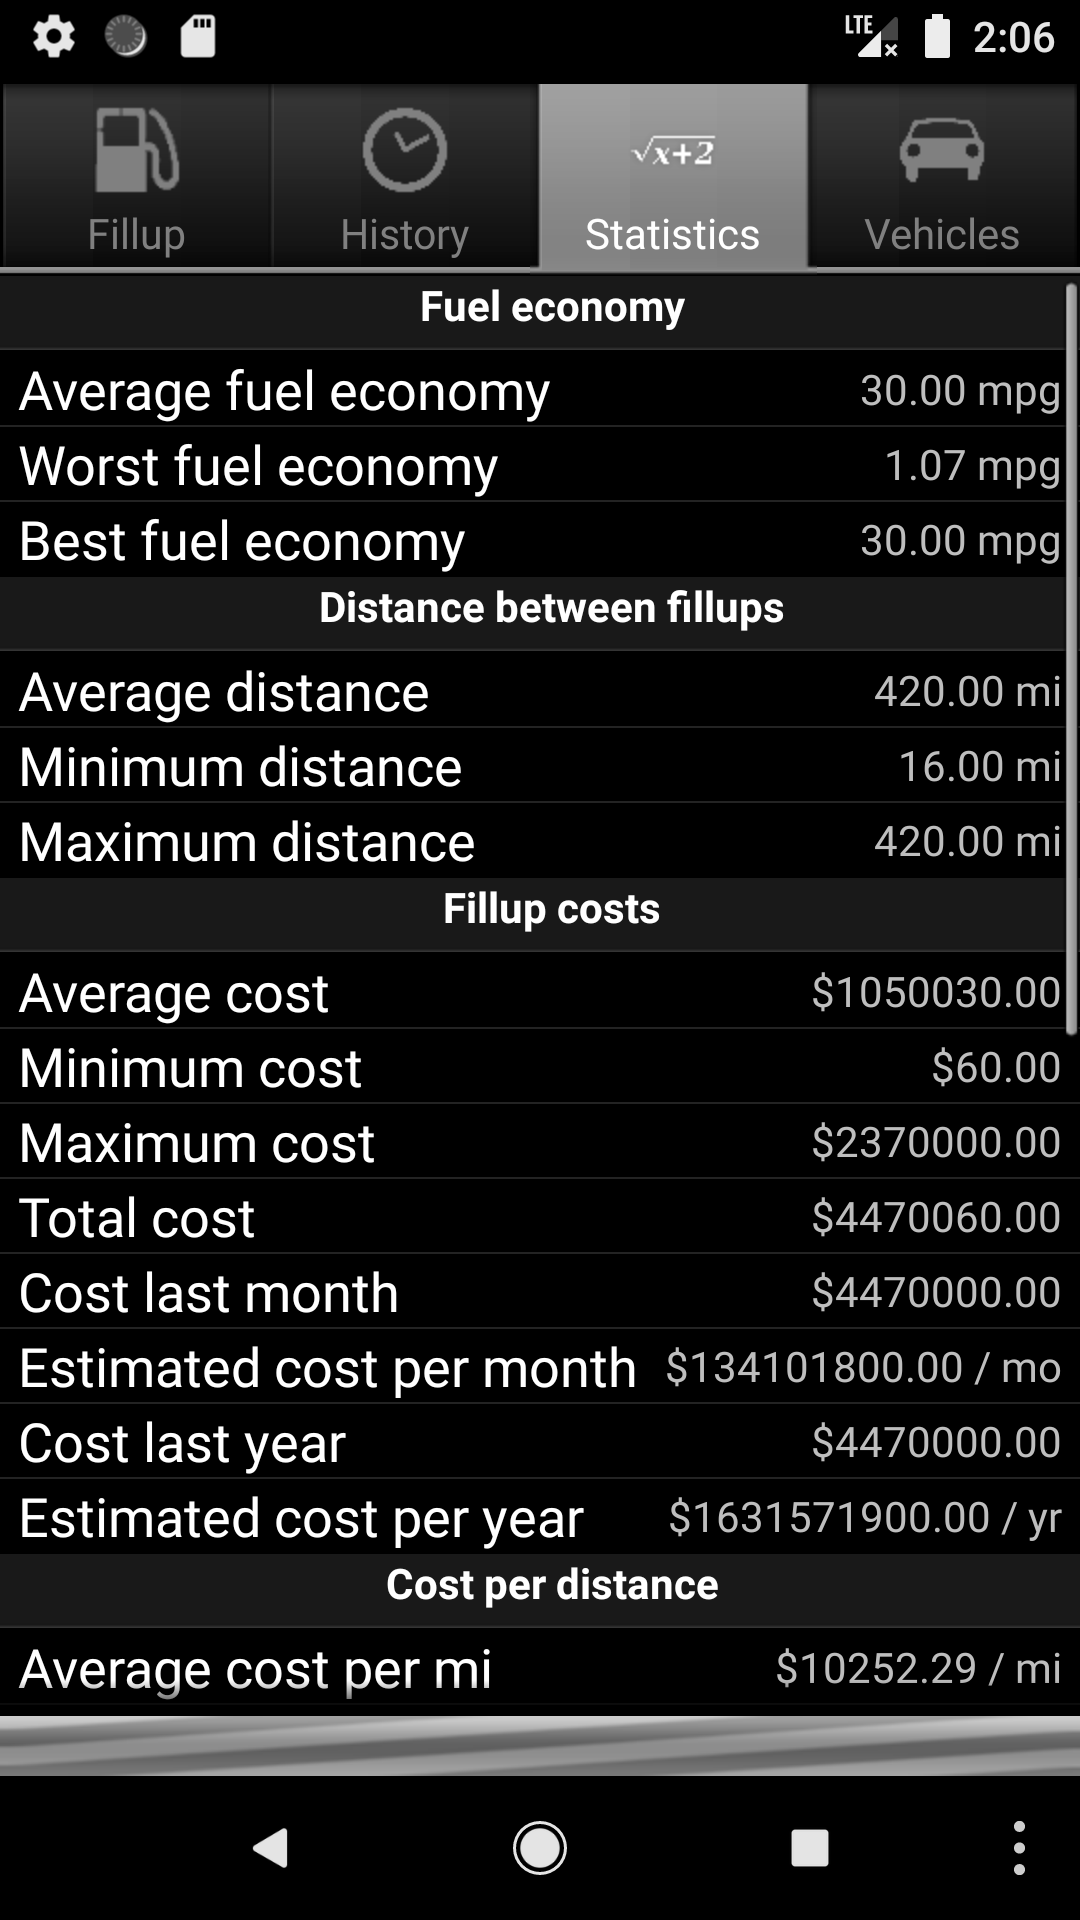 LTE 2:06
√x+2
Fillup History Statistics Vehicles
Fuel economy
Average fuel economy 30.00 mpg
Worst fuel economy 1.07 mpg
Best fuel economy 30.00 mpg
Distance between fillups
Average distance 420.00 mi
Minimum distance 16.00 mi
Maximum distance 420.00 mi
Fillup costs
Average cost $1050030.00
Minimum cost $60.00
Maximum cost $2370000.00
Total cost $4470060.00
Cost last month $4470000.00
Estimated cost per month $134101800.00 / mo
Cost last year $4470000.00
Estimated cost per year $1631571900.00 / yr
Cost per distance
Average cost per mi $10252.29 / mi